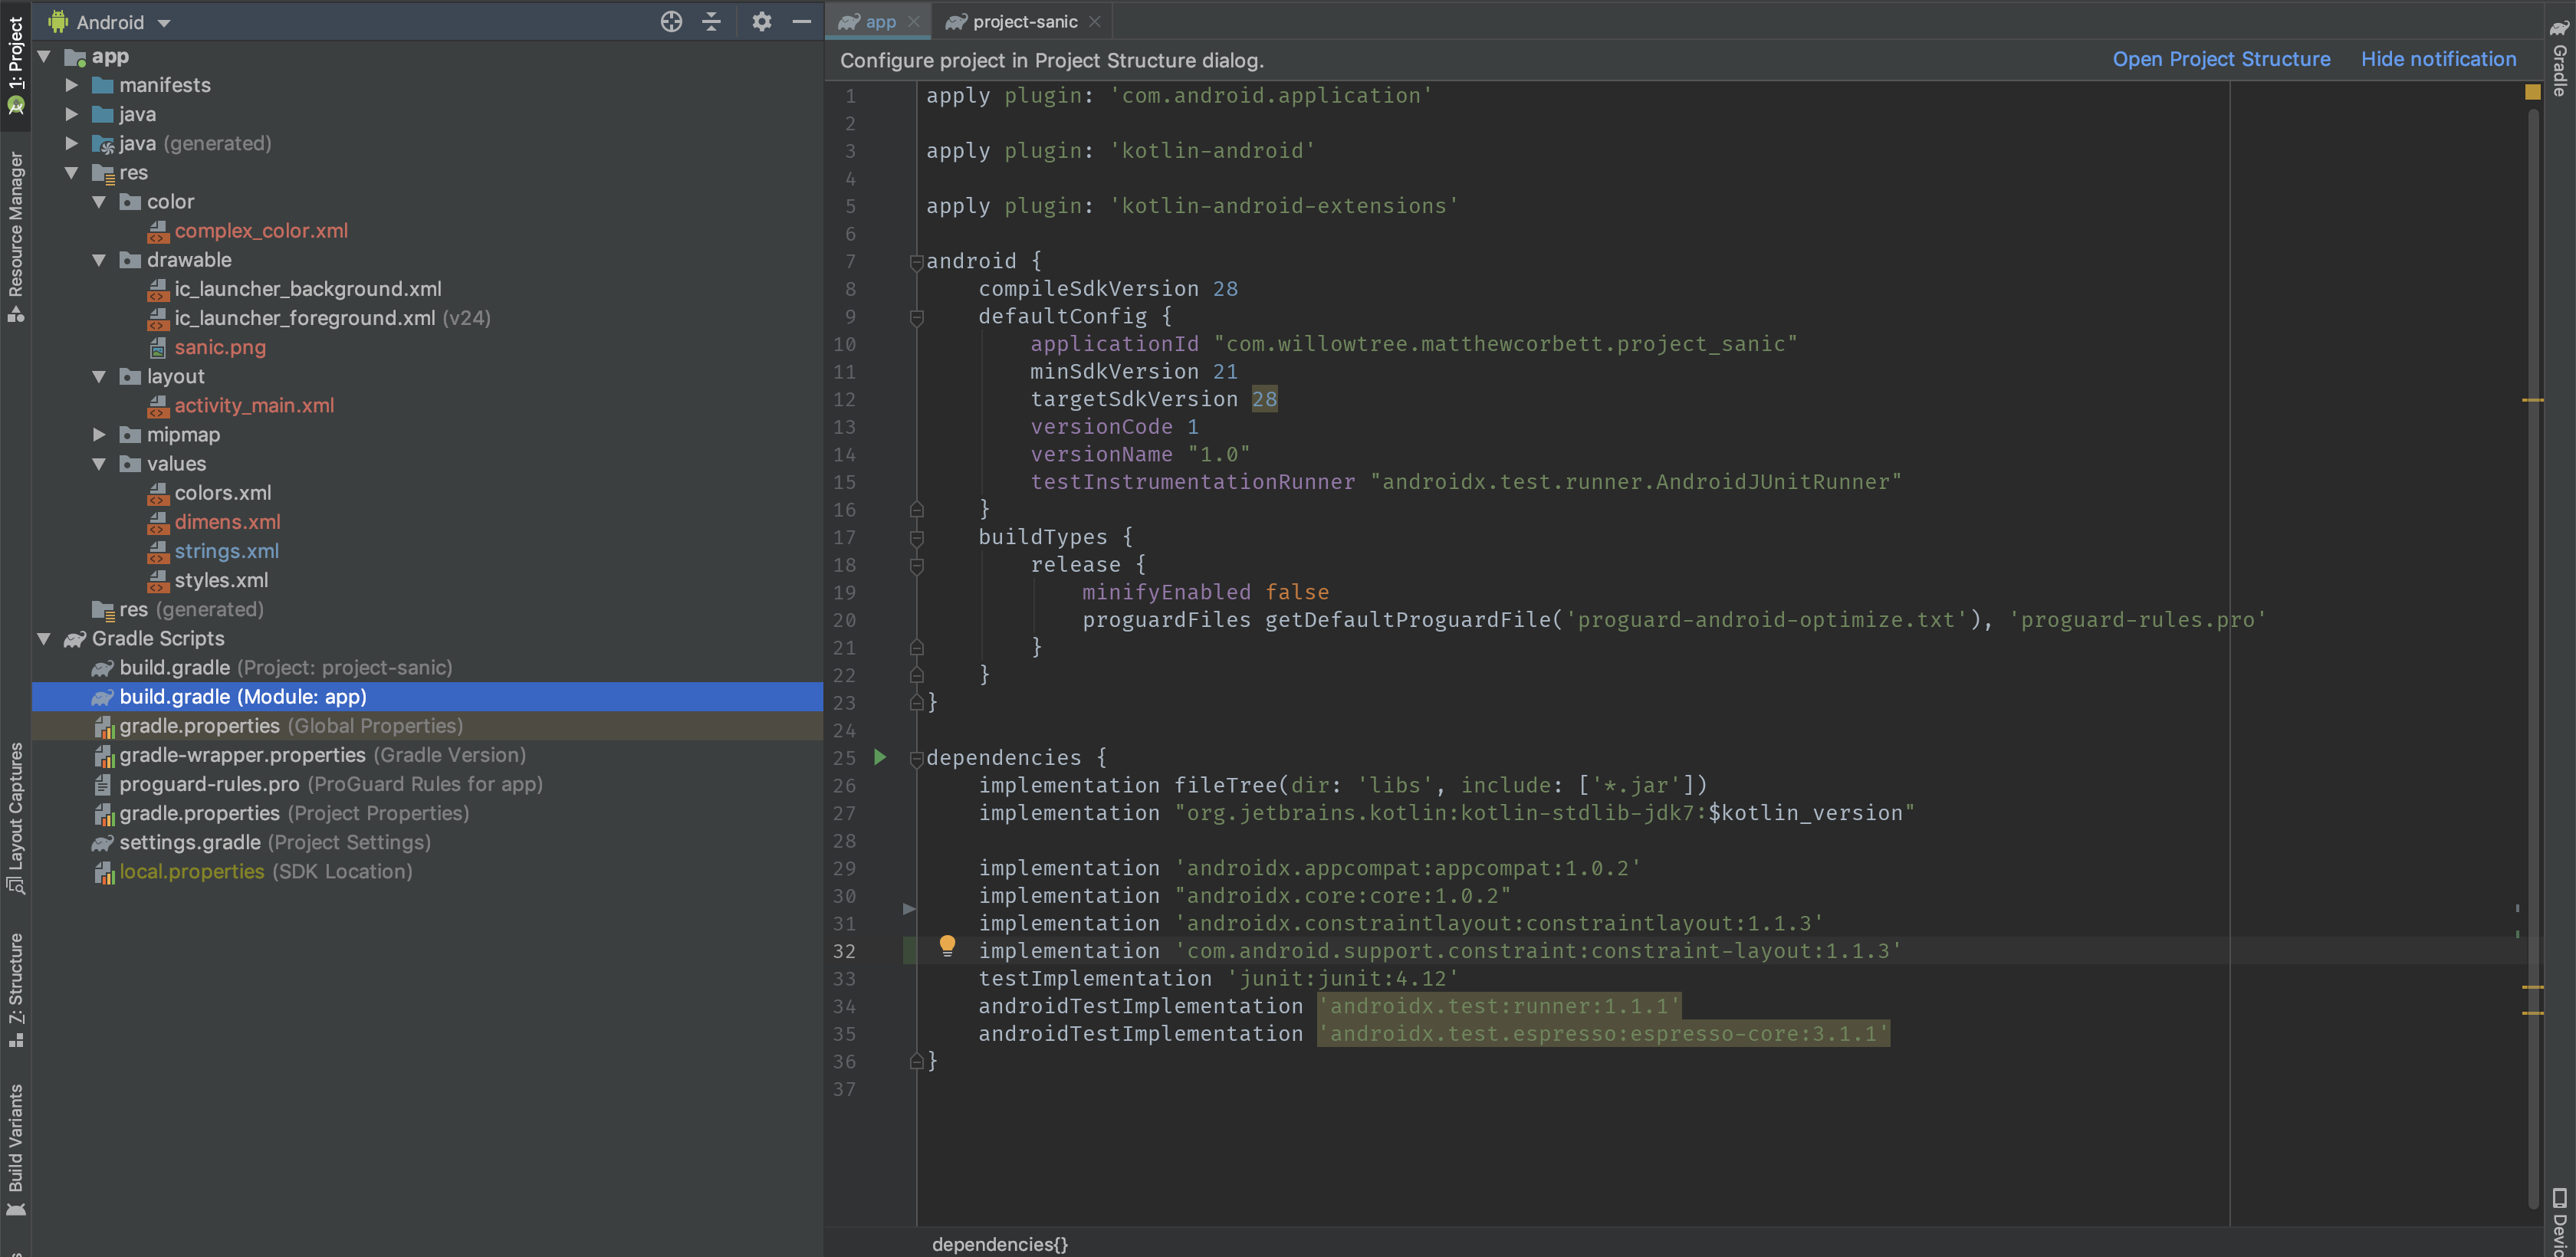 Android
1: Project
Resource Manager
Layout Captures
Z: Structure
Build Variants
app
manifests
java
java (generated)
res
color
complex_color.xml
drawable
ic_launcher_background.xml
ic_launcher_foreground.xml (v24)
sanic.png
layout
activity_main.xml
mipmap
values
colors.xml
dimens.xml
strings.xml
styles.xml
res (generated)
Gradle Scripts
build.gradle (Project: project-sanic)
build.gradle (Module: app)
gradle.properties (Global Properties)
gradle-wrapper.properties (Gradle Version)
proguard-rules.pro (ProGuard Rules for app)
gradle.properties (Project Properties)
settings.gradle (Project Settings)
local.properties (SDK Location)
app
project-sanic
Configure project in Project Structure dialog.
Open Project Structure
Hide notification
1 apply plugin: 'com.android.application'
2
3 apply plugin: 'kotlin-android'
4
5 apply plugin: 'kotlin-android-extensions'
6
7 android {
8 compileSdkVersion 28
9 defaultConfig {
10 applicationId "com.willowtree.matthewcorbett.project_sanic"
11 minSdkVersion 21
12 targetSdkVersion 28
13 versionCode 1
14 versionName "1.0"
15 testInstrumentationRunner "androidx.test.runner.AndroidJUnitRunner"
16 }
17 buildTypes {
18 release {
19 minifyEnabled false
20 proguardFiles getDefaultProguardFile('proguard-android-optimize.txt'), 'proguard-rules.pro'
21 }
22 }
23 }
24
25 dependencies {
26 implementation fileTree(dir: 'libs', include: ['*.jar'])
27 implementation "org.jetbrains.kotlin:kotlin-stdlib-jdk7:$kotlin_version"
28
29 implementation 'androidx.appcompat:appcompat:1.0.2'
30 implementation "androidx.core:core:1.0.2"
31 implementation 'androidx.constraintlayout:constraintlayout:1.1.3'
32 implementation 'com.android.support.constraint:constraint-layout:1.1.3'
33 testImplementation 'junit:junit:4.12'
34 androidTestImplementation 'androidx.test:runner:1.1.1'
35 androidTestImplementation 'androidx.test.espresso:espresso-core:3.1.1'
36 }
37
dependencies{}
Gradle
Devic